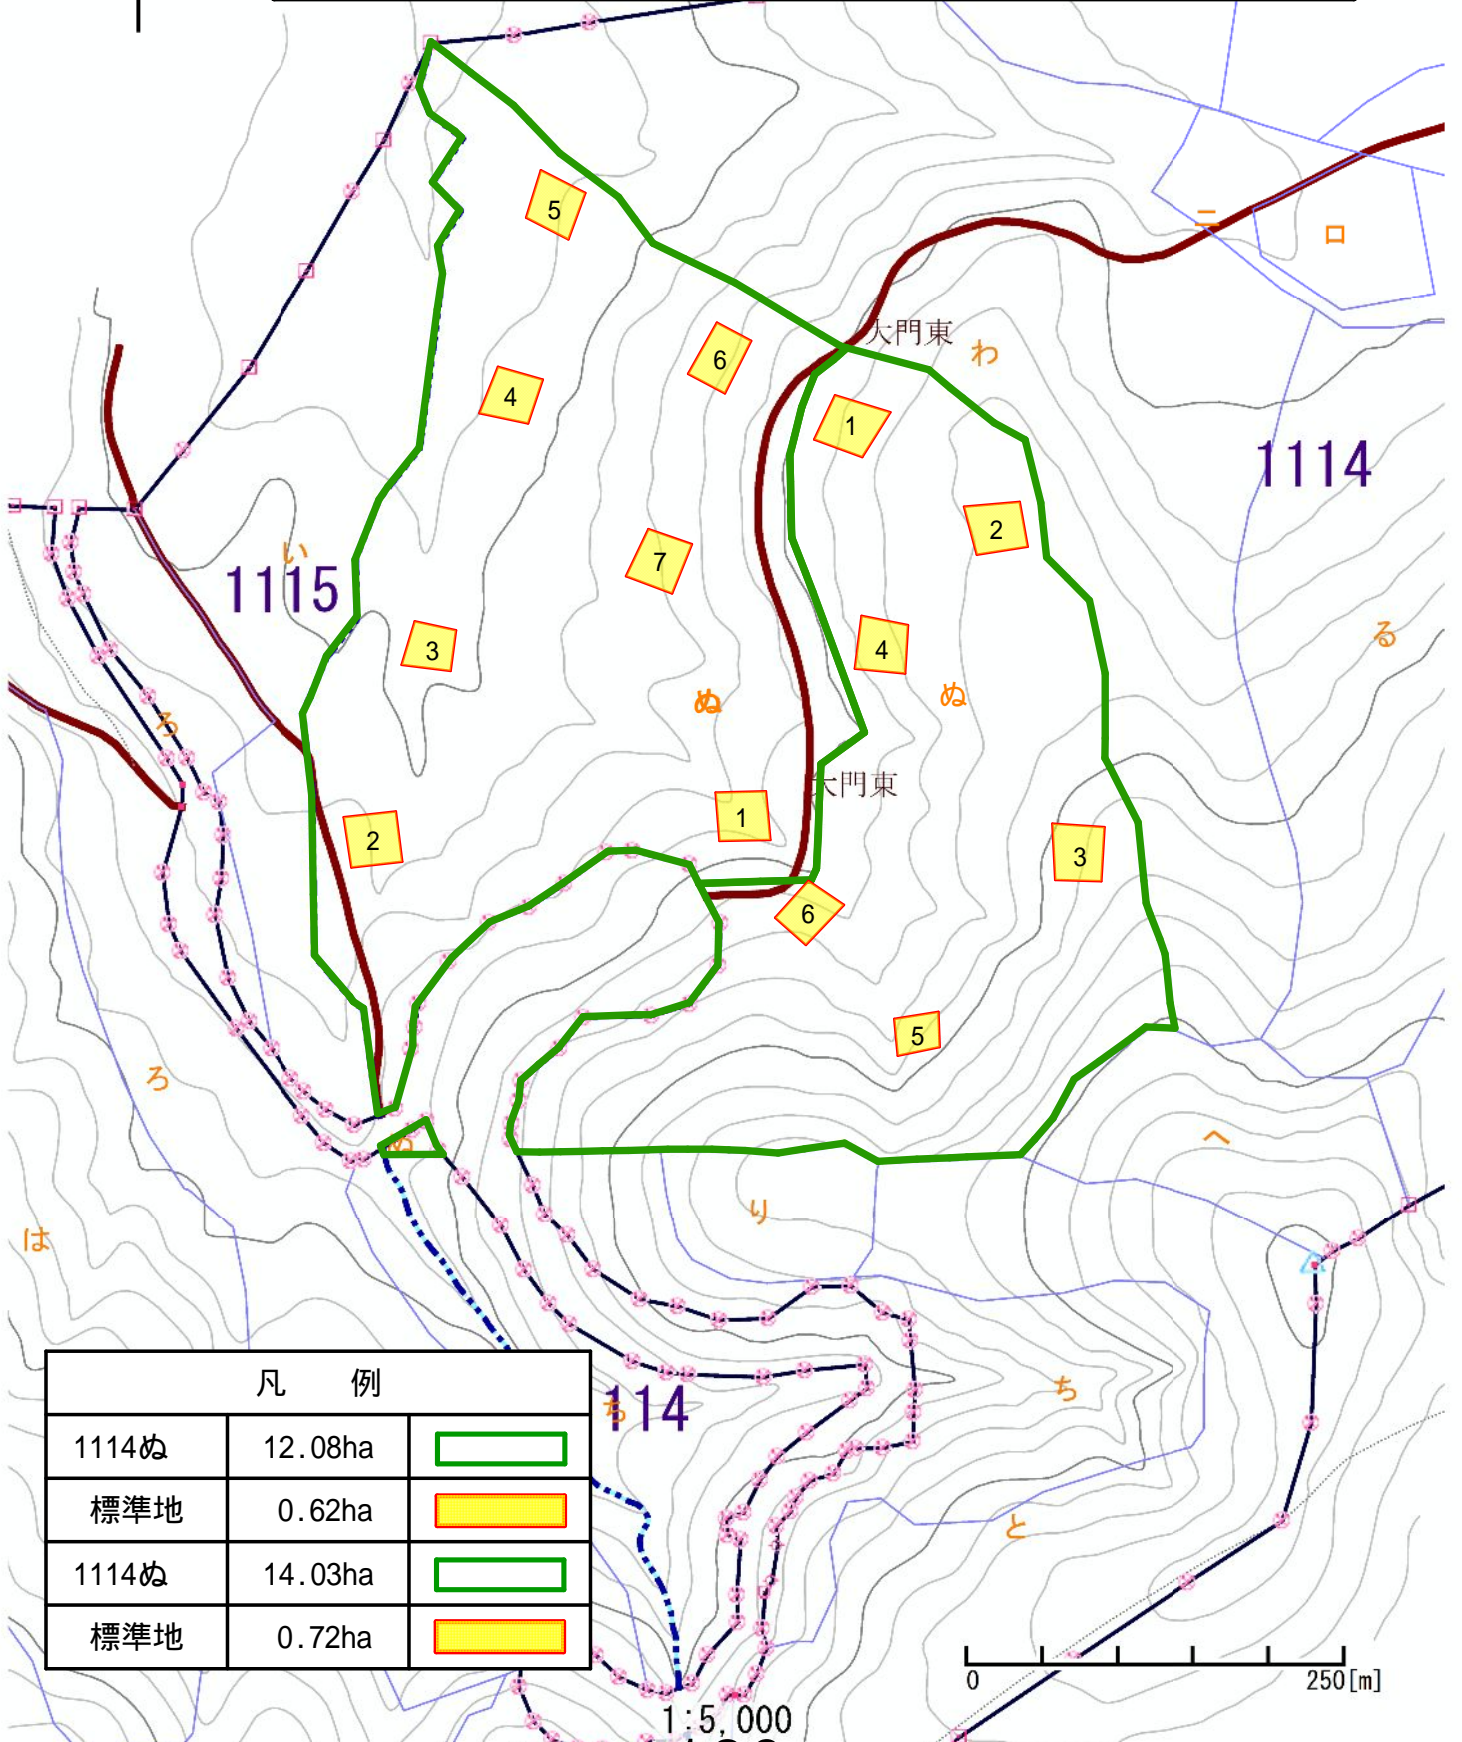 大門東
わ
ニ
ロ
1114
5
6
4
1
2
い
1115
7
3
4
る
ろ
ぬ
ぬ
大門東
2
1
3
6
5
ろ
ぬ
へ
は
り
ち
ち
114
と
凡 例
1114ぬ 12.08ha
標準地 0.62ha
1114ぬ 14.03ha
標準地 0.72ha
0 250[m]
1:5,000